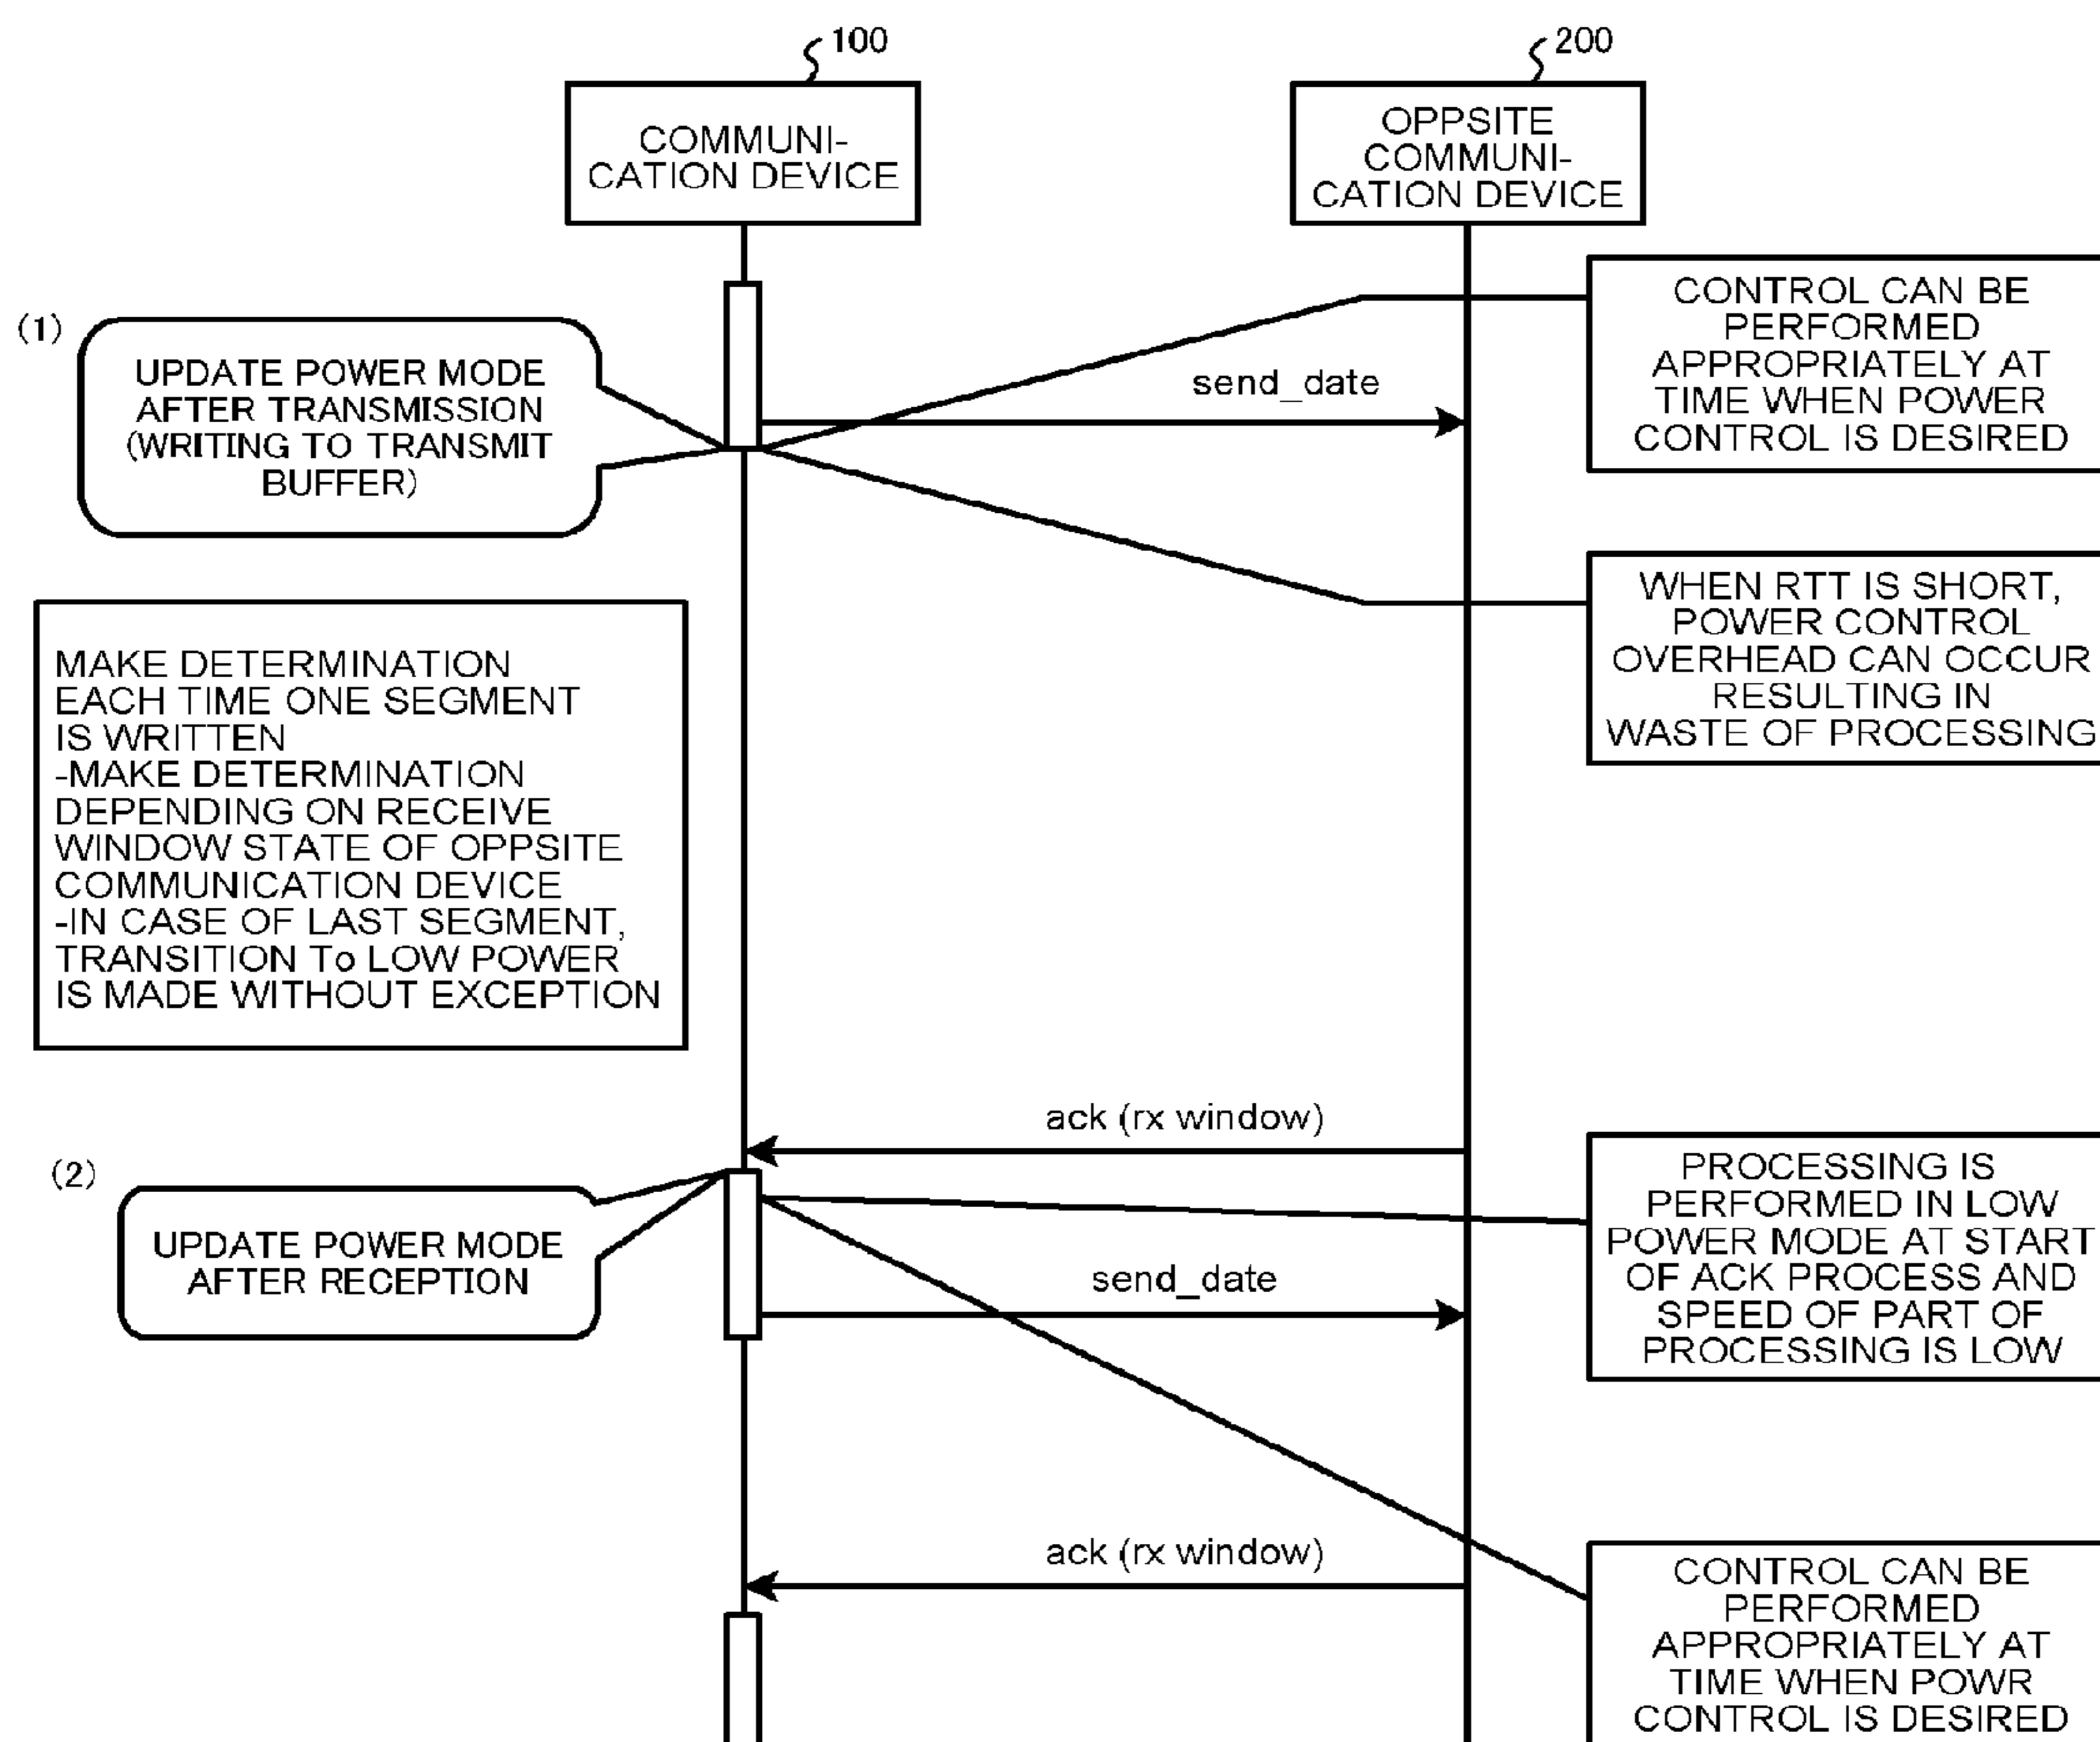 100
200
COMMUNI-
CATION DEVICE
OPPSITE
COMMUNI-
CATION DEVICE
CONTROL CAN BE
PERFORMED
APPROPRIATELY AT
TIME WHEN POWER
CONTROL IS DESIRED
(1)
UPDATE POWER MODE
AFTER TRANSMISSION
(WRITING TO TRANSMIT
BUFFER)
send_date
WHEN RTT IS SHORT,
POWER CONTROL
OVERHEAD CAN OCCUR
RESULTING IN
WASTE OF PROCESSING
MAKE DETERMINATION
EACH TIME ONE SEGMENT
IS WRITTEN
-MAKE DETERMINATION
DEPENDING ON RECEIVE
WINDOW STATE OF OPPSITE
COMMUNICATION DEVICE
-IN CASE OF LAST SEGMENT,
TRANSITION To LOW POWER
IS MADE WITHOUT EXCEPTION
ack (rx window)
(2)
UPDATE POWER MODE
AFTER RECEPTION
PROCESSING IS
PERFORMED IN LOW
POWER MODE AT START
OF ACK PROCESS AND
SPEED OF PART OF
PROCESSING IS LOW
send_date
ack (rx window)
CONTROL CAN BE
PERFORMED
APPROPRIATELY AT
TIME WHEN POWR
CONTROL IS DESIRED